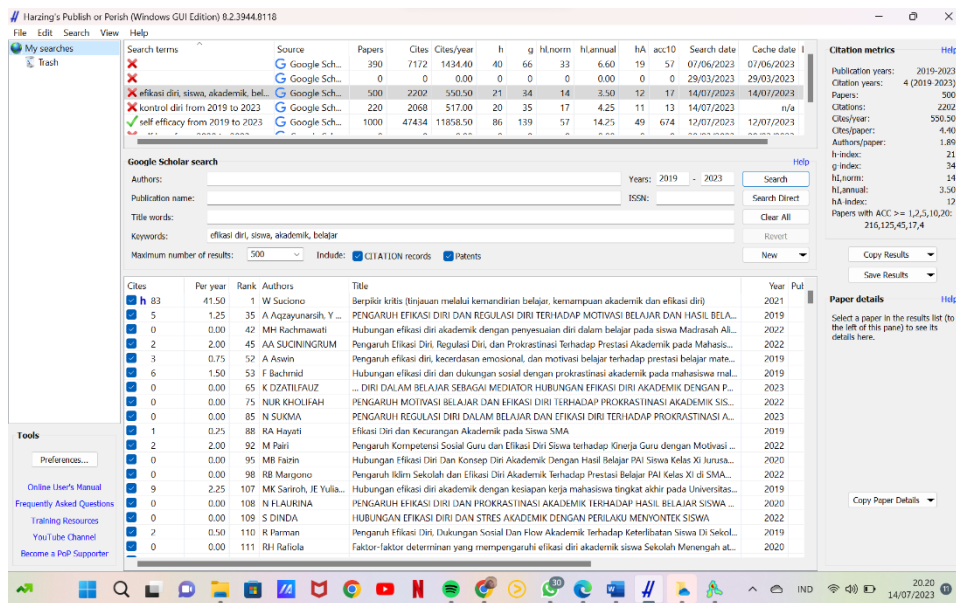 Harzing's Publish or Perish (Windows GUI Edition) 8.2.3944.8118
File Edit Search View Help
My searches
Trash
Search terms Source Papers Cites Cites/year h g hI,norm hI,annual hA acc10 Search date Cache date
Google Sch... 390 7172 1434.40 40 66 33 6.60 19 57 07/06/2023 07/06/2023
Google Sch... 0 0 0.00 0 0 0 0.00 0 0 29/03/2023 29/03/2023
efikasi diri, siswa, akademik, bel... Google Sch... 500 2202 550.50 21 34 14 3.50 12 17 14/07/2023 14/07/2023
kontrol diri from 2019 to 2023 Google Sch... 220 2068 517.00 20 35 17 4.25 11 13 14/07/2023 n/a
self efficacy from 2019 to 2023 Google Sch... 1000 47434 11858.50 86 139 57 14.25 49 674 12/07/2023 12/07/2023
Google Scholar search Help
Authors: Years: 2019 - 2023 Search
Publication name: ISSN: Search Direct
Title words: Clear All
Keywords: efikasi diri, siswa, akademik, belajar Revert
Maximum number of results: 500 Include: CITATION records Patents New
Cites Per year Rank Authors Title Year Pul
h 83 41.50 1 W Suciono Berpikir kritis (tinjauan melalui kemandirian belajar, kemampuan akademik dan efikasi diri) 2021
5 1.25 35 A Aqzayunarsih, Y ... PENGARUH EFIKASI DIRI DAN REGULASI DIRI TERHADAP MOTIVASI BELAJAR DAN HASIL BELA... 2019
0 0.00 42 MH Rachmawati Hubungan efikasi diri akademik dengan penyesuaian diri dalam belajar pada siswa Madrasah Ali... 2022
2 2.00 45 AA SUCININGRUM Pengaruh Efikasi Diri, Regulasi Diri, dan Prokrastinasi Terhadap Prestasi Akademik pada Mahasis... 2022
3 0.75 52 A Aswin Pengaruh efikasi diri, kecerdasan emosional, dan motivasi belajar terhadap prestasi belajar mate... 2019
6 1.50 53 F Bachmid Hubungan efikasi diri dan dukungan sosial dengan prokrastinasi akademik pada mahasiswa mal... 2019
0 0.00 65 K DZATILFAUZ ... DIRI DALAM BELAJAR SEBAGAI MEDIATOR HUBUNGAN EFIKASI DIRI AKADEMIK DENGAN P... 2023
0 0.00 75 NUR KHOLIFAH PENGARUH MOTIVASI BELAJAR DAN EFIKASI DIRI TERHADAP PROKRASTINASI AKADEMIK SIS... 2022
0 0.00 85 N SUKMA PENGARUH REGULASI DIRI DALAM BELAJAR DAN EFIKASI DIRI TERHADAP PROKRASTINASI A... 2023
1 0.25 88 RA Hayati Efikasi Diri dan Kecurangan Akademik pada Siswa SMA 2019
2 2.00 92 M Pairi Pengaruh Kompetensi Sosial Guru dan Efikasi Diri Siswa terhadap Kinerja Guru dengan Motivasi ... 2022
0 0.00 95 MB Faizin Hubungan Efikasi Diri Dan Konsep Diri Akademik Dengan Hasil Belajar PAI Siswa Kelas Xi Jurusa... 2020
0 0.00 98 RB Margono Pengaruh Iklim Sekolah dan Efikasi Diri Akademik Terhadap Prestasi Belajar PAI Kelas XI di SMA... 2022
9 2.25 107 MK Sariroh, JE Yulia... Hubungan efikasi diri akademik dengan kesiapan kerja mahasiswa tingkat akhir pada Universitas... 2019
0 0.00 108 N FLAURINA PENGARUH EFIKASI DIRI DAN PROKRASTINASI AKADEMIK TERHADAP HASIL BELAJAR SISWA ... 2020
0 0.00 109 S DINDA HUBUNGAN EFIKASI DIRI DAN STRES AKADEMIK DENGAN PERILAKU MENYONTEK SISWA 2022
2 0.50 110 R Parman Pengaruh Efikasi Diri, Dukungan Sosial Dan Flow Akademik Terhadap Keterlibatan Siswa Di Sekol... 2019
0 0.00 111 RH Rafiola Faktor-faktor determinan yang mempengaruhi efikasi diri akademik siswa Sekolah Menengah at... 2020
Tools
Preferences...
Online User's Manual
Frequently Asked Questions
Training Resources
YouTube Channel
Become a PoP Supporter
Citation metrics Help
Publication years: 2019-2023
Citation years: 4 (2019-2023)
Papers: 500
Citations: 2202
Cites/year: 550.50
Cites/paper: 4.40
Authors/paper: 1.89
h-index: 21
g-index: 34
hI,norm: 14
hI,annual: 3.50
hA-index: 12
Papers with ACC >= 1,2,5,10,20:
216,125,45,17,4
Copy Results
Save Results
Paper details Help
Select a paper in the results list (to
the left of this pane) to see its
details here.
Copy Paper Details
30
IND
20.20
14/07/2023
11